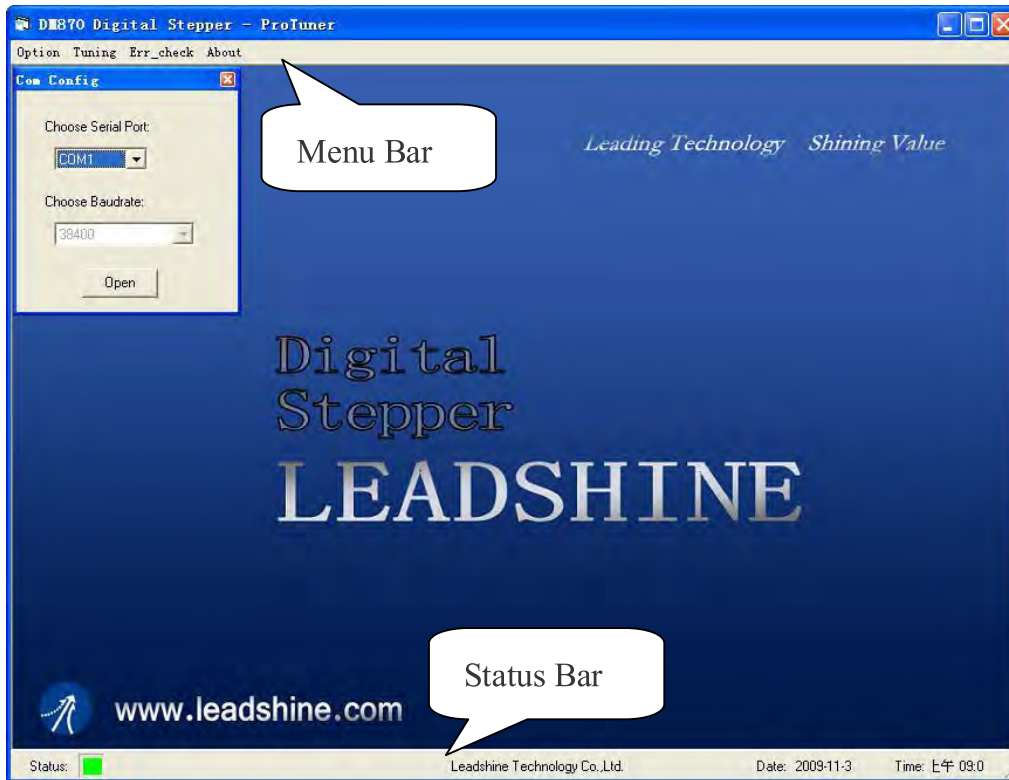 DM870 Digital Stepper - ProTuner
Option Tuning Err_check About
Com Config
Choose Serial Port:
COM1
Choose Baudrate:
38400
Open
Menu Bar
Leading Technology Shining Value
Digital
Stepper
LEADSHINE
Status Bar
www.leadshine.com
Status: Leadshine Technology Co.,Ltd. Date: 2009-11-3 Time: 上午 09:0